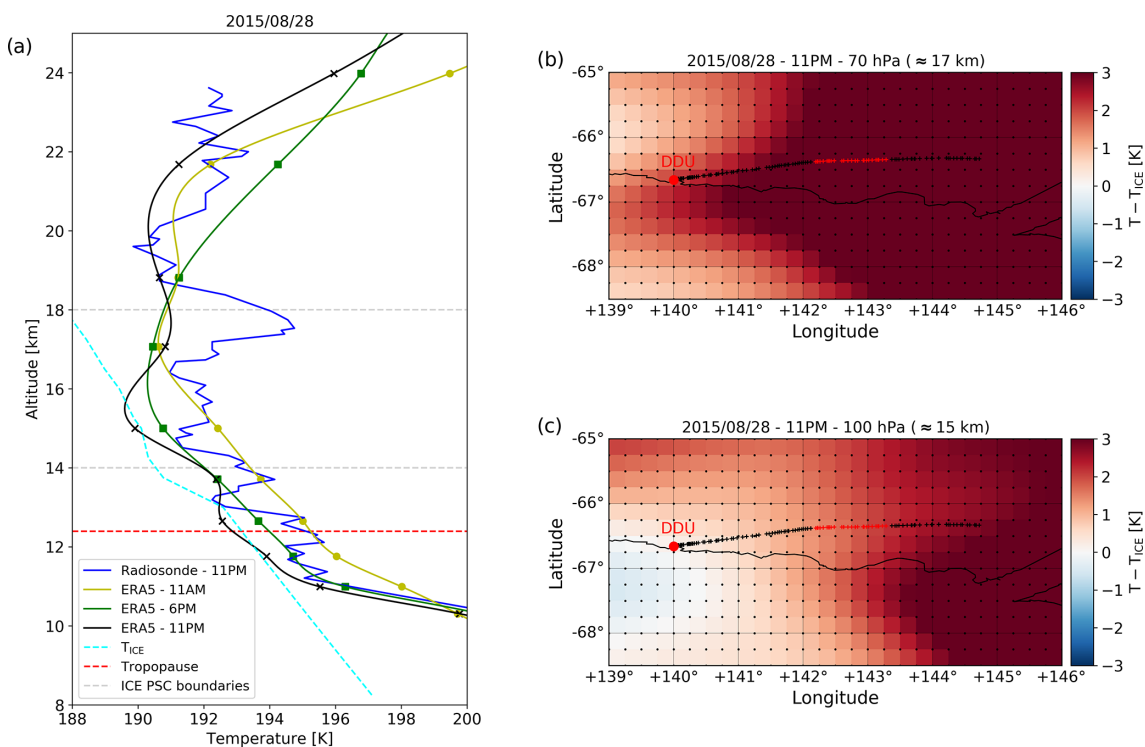 2015/08/28
(a)
24
22
20
18
16
14
12
10
8
Altitude [km]
188
190
192
194
196
198
200
Temperature [K]
Radiosonde - 11PM
ERA5 - 11AM
ERA5 - 6PM
ERA5 - 11PM
T_ICE
Tropopause
ICE PSC boundaries
(b)
2015/08/28 - 11PM - 70 hPa (≈ 17 km)
-65°
-66°
-67°
-68°
Latitude
DDU
+139°
+140°
+141°
+142°
+143°
+144°
+145°
+146°
Longitude
3
2
1
0
−1
−2
−3
T − T_ICE [K]
(c)
2015/08/28 - 11PM - 100 hPa (≈ 15 km)
-65°
-66°
-67°
-68°
Latitude
DDU
+139°
+140°
+141°
+142°
+143°
+144°
+145°
+146°
Longitude
3
2
1
0
−1
−2
−3
T − T_ICE [K]